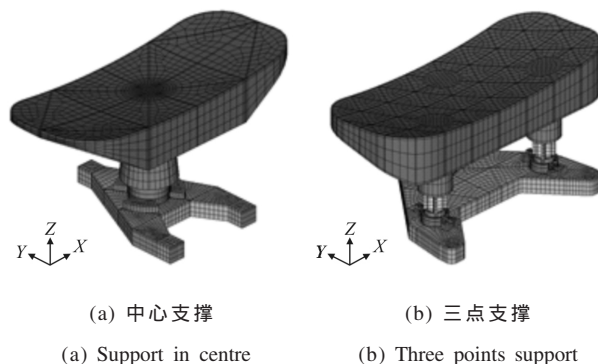 Z
Y X
Z
Y X
(a) 中心支撑
(b) 三点支撑
(a) Support in centre
(b) Three points support